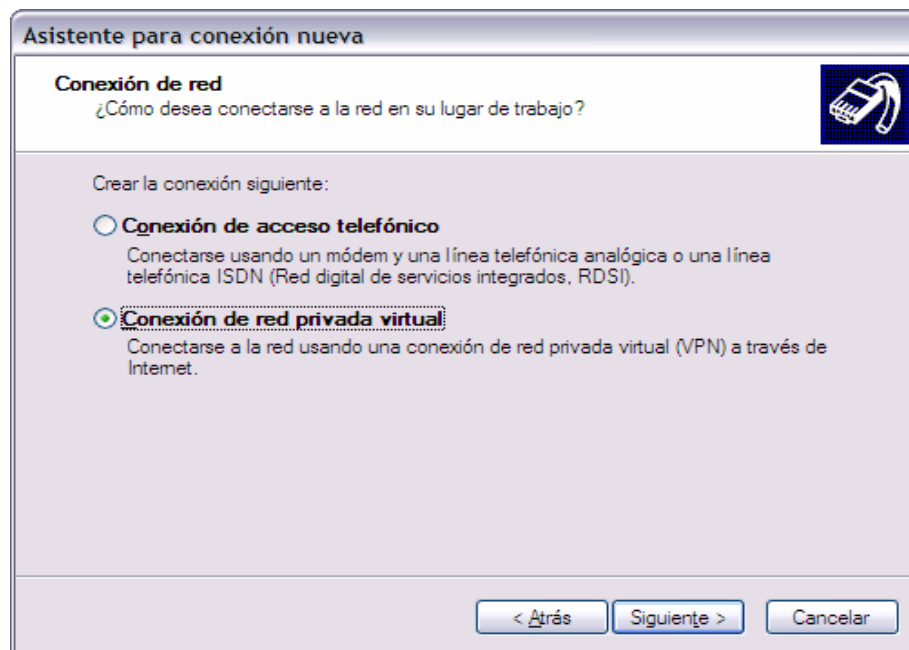 Asistente para conexión nueva
Conexión de red
¿Cómo desea conectarse a la red en su lugar de trabajo?
Crear la conexión siguiente:
Conexión de acceso telefónico
Conectarse usando un módem y una línea telefónica analógica o una línea
telefónica ISDN (Red digital de servicios integrados, RDSI).
Conexión de red privada virtual
Conectarse a la red usando una conexión de red privada virtual (VPN) a través de
Internet.
< Atrás
Siguiente >
Cancelar